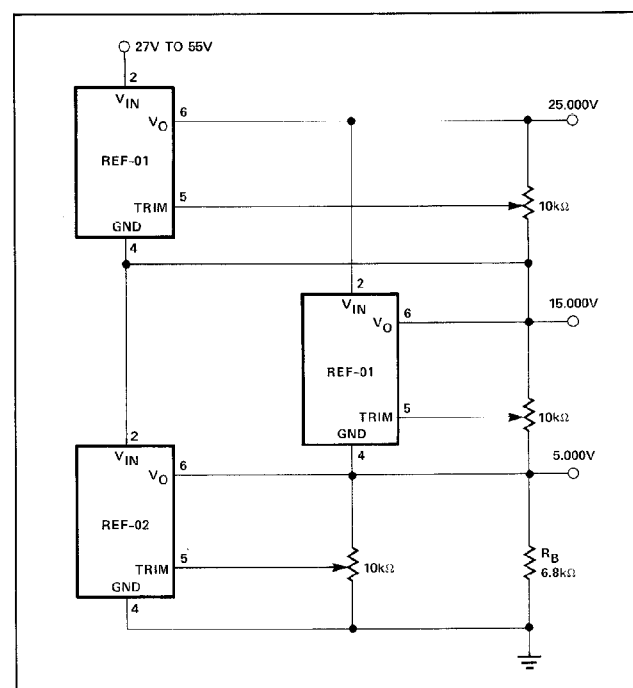 27V TO 55V
2
VIN
VO
6
25.000V
REF-01
TRIM
5
10kΩ
GND
4
2
VIN
VO
6
15.000V
REF-01
TRIM
5
10kΩ
GND
4
2
VIN
VO
6
5.000V
REF-02
TRIM
5
10kΩ
RB
6.8kΩ
GND
4